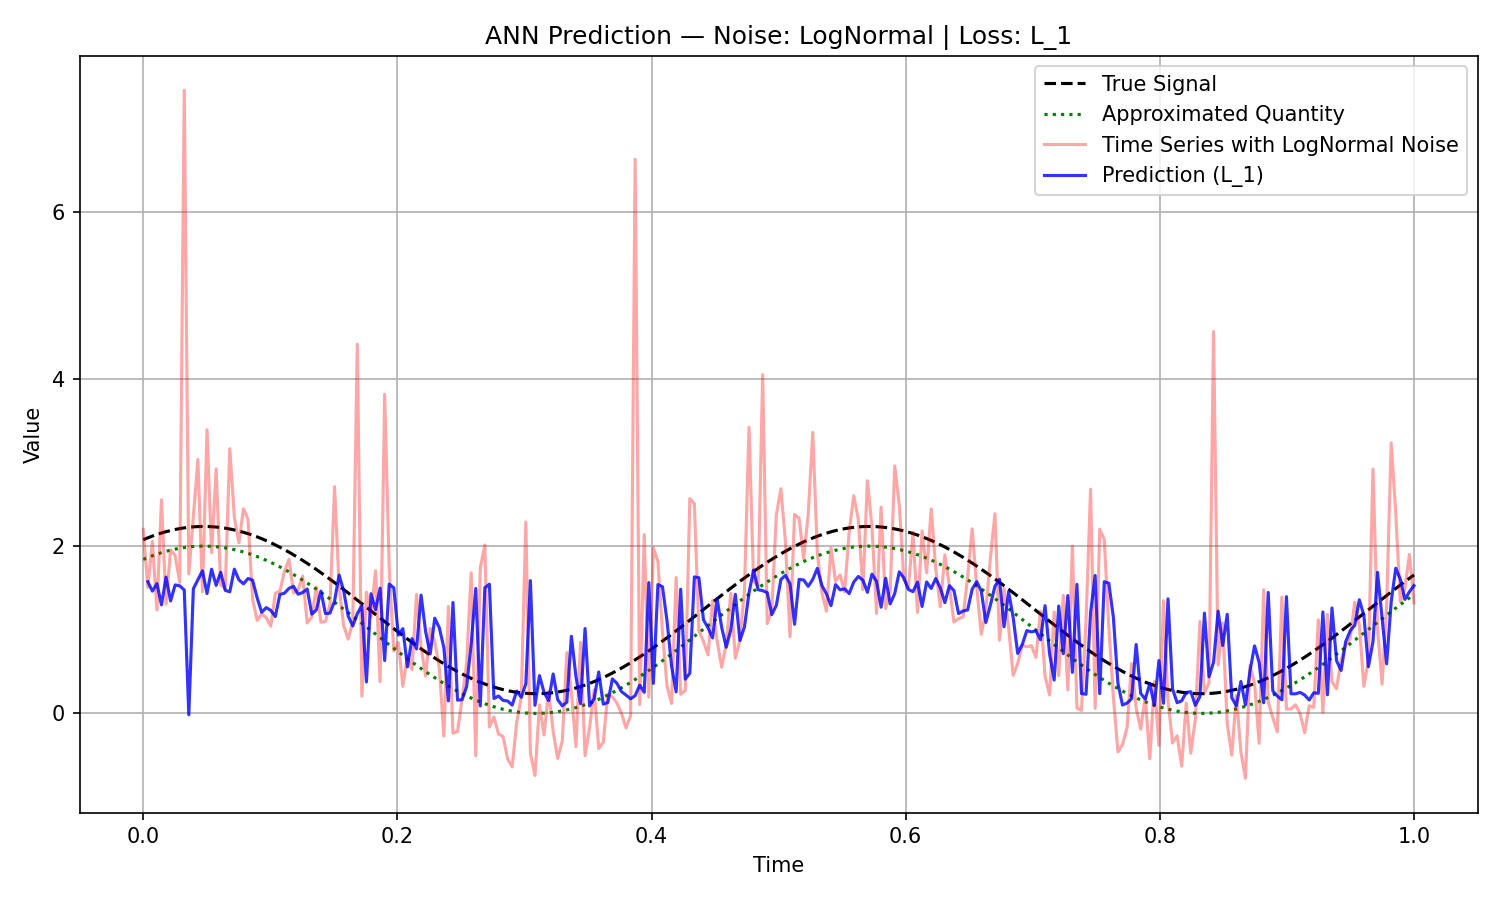 ANN Prediction — Noise: LogNormal | Loss: L_1
True Signal
Approximated Quantity
Time Series with LogNormal Noise
Prediction (L_1)
Value
6
4
2
0
0.0 0.2 0.4 0.6 0.8 1.0
Time